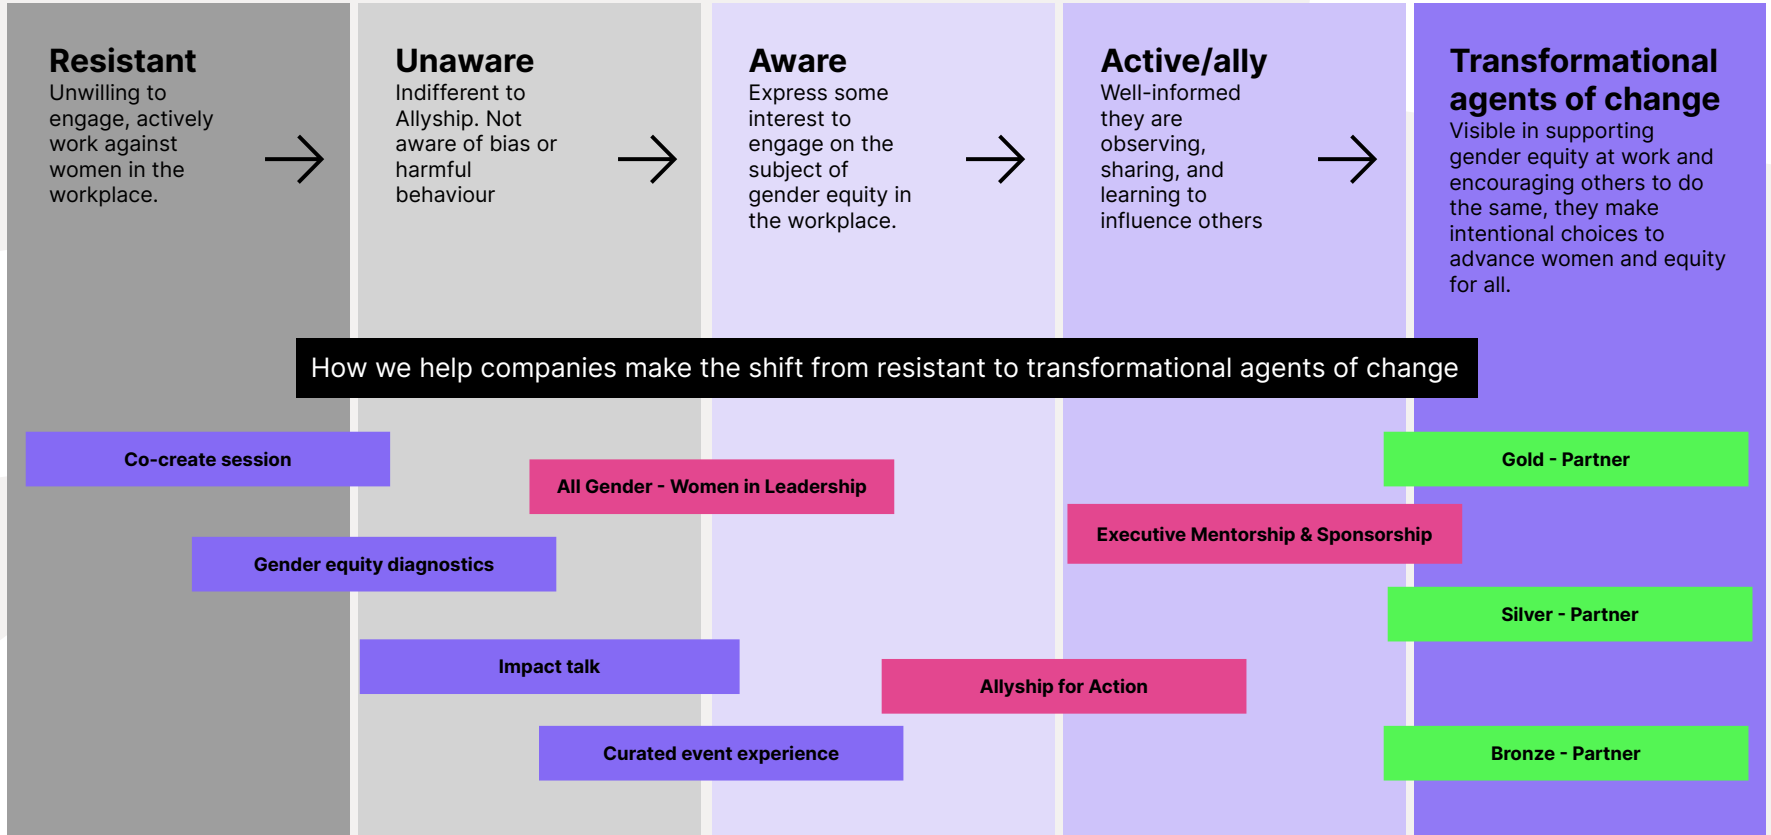 Resistant
Unwilling to
engage, actively
work against
women in the
workplace.
Unaware
Indifferent to
Allyship. Not
aware of bias or
harmful
behaviour
Aware
Express some
interest to
engage on the
subject of
gender equity in
the workplace.
Active/ally
Well-informed
they are
observing,
sharing, and
learning to
influence others
Transformational
agents of change
Visible in supporting
gender equity at work and
encouraging others to do
the same, they make
intentional choices to
advance women and equity
for all.
How we help companies make the shift from resistant to transformational agents of change
Co-create session
Gold - Partner
All Gender - Women in Leadership
Executive Mentorship & Sponsorship
Gender equity diagnostics
Silver - Partner
Impact talk
Allyship for Action
Curated event experience
Bronze - Partner